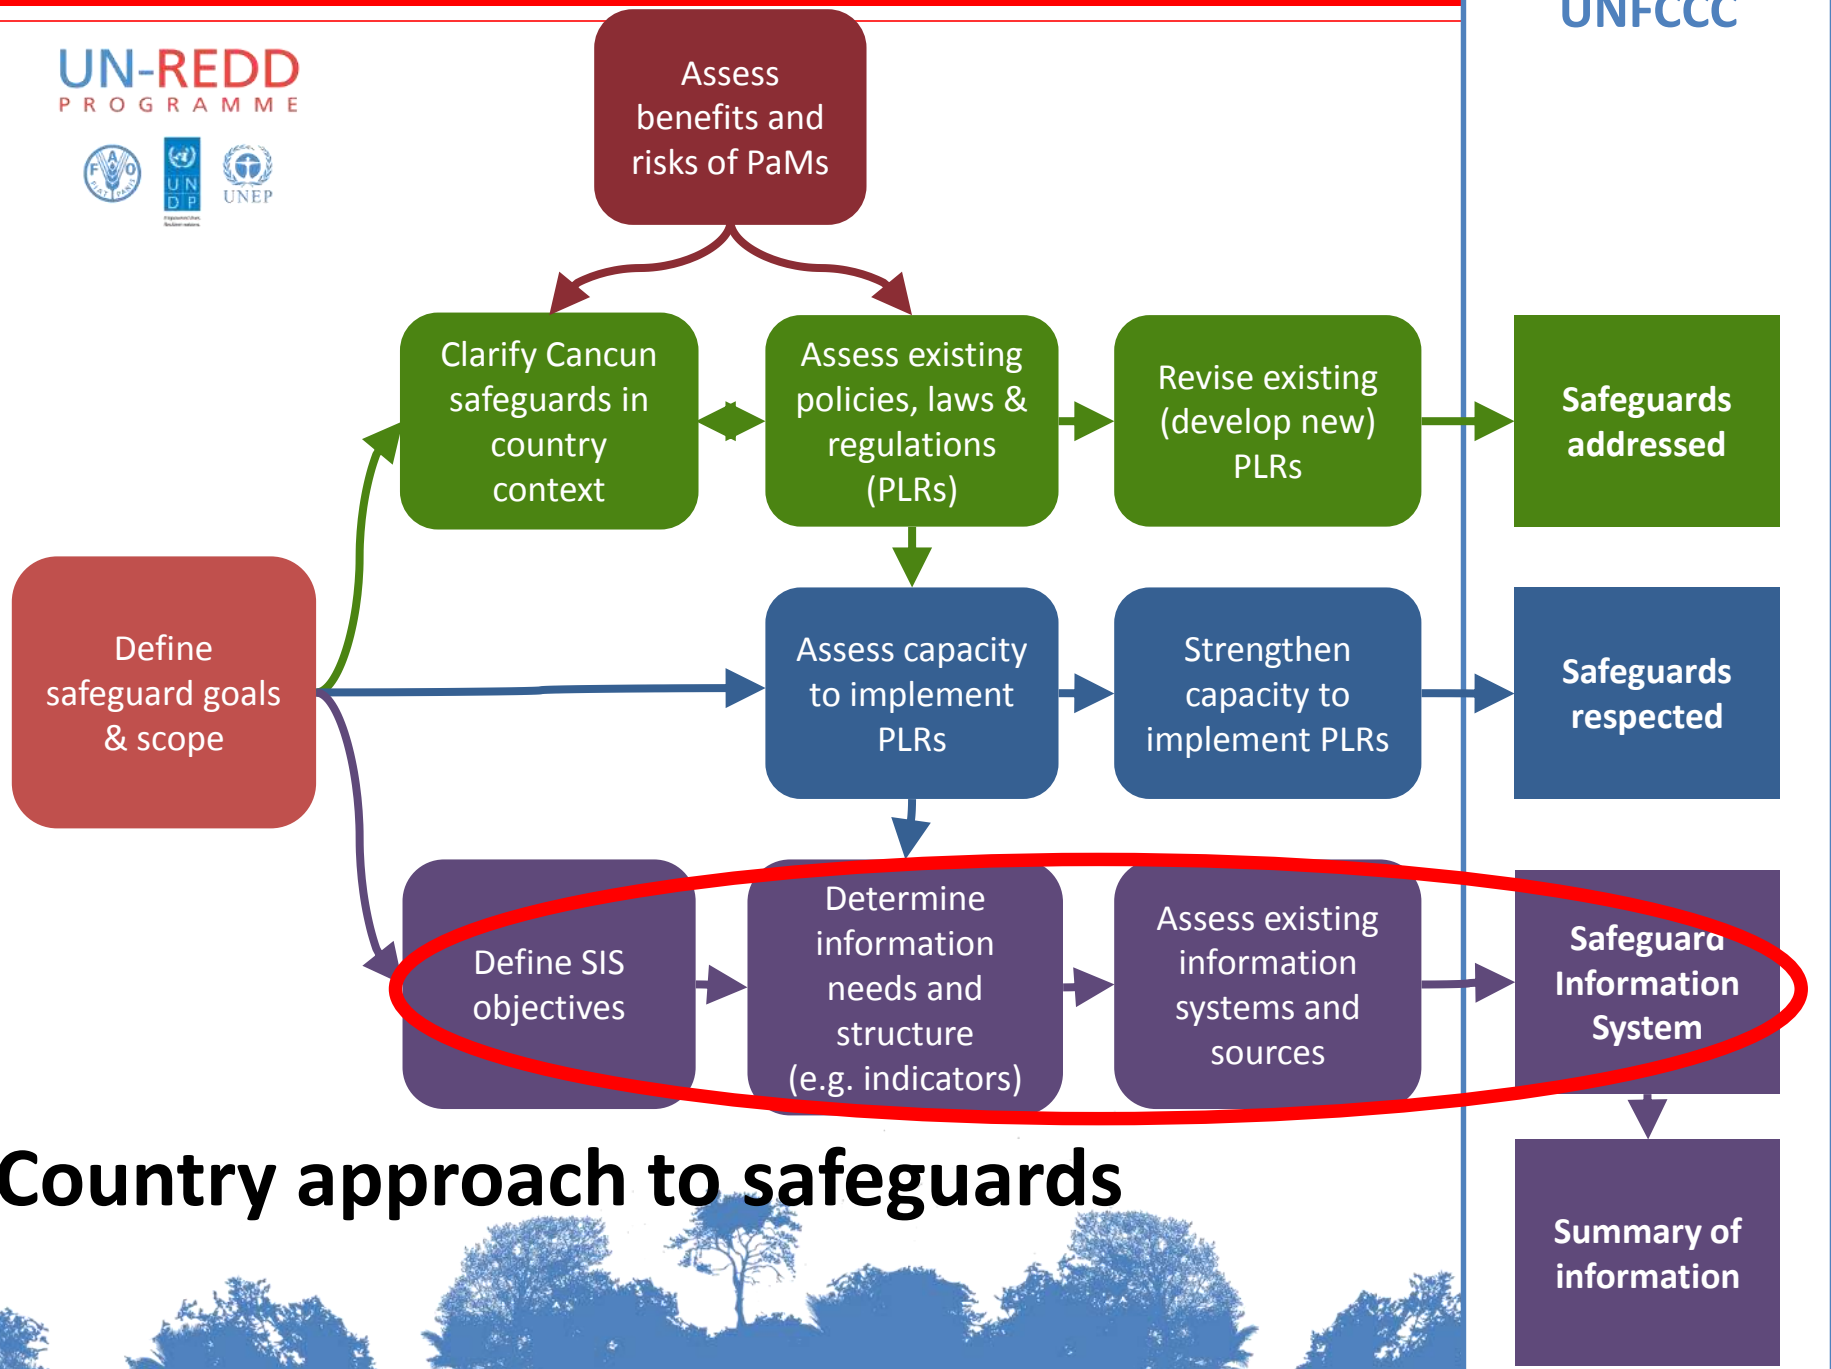 UNFCCC
UN-REDD
PROGRAMME
F A O
FIAT PANIS
U N
D P
UNEP
Assess
benefits and
risks of PaMs
Clarify Cancun
safeguards in
country
context
Assess existing
policies, laws &
regulations
(PLRs)
Revise existing
(develop new)
PLRs
Safeguards
addressed
Define
safeguard goals
& scope
Assess capacity
to implement
PLRs
Strengthen
capacity to
implement PLRs
Safeguards
respected
Define SIS
objectives
Determine
information
needs and
structure
(e.g. indicators)
Assess existing
information
systems and
sources
Safeguard
Information
System
Country approach to safeguards
Summary of
information